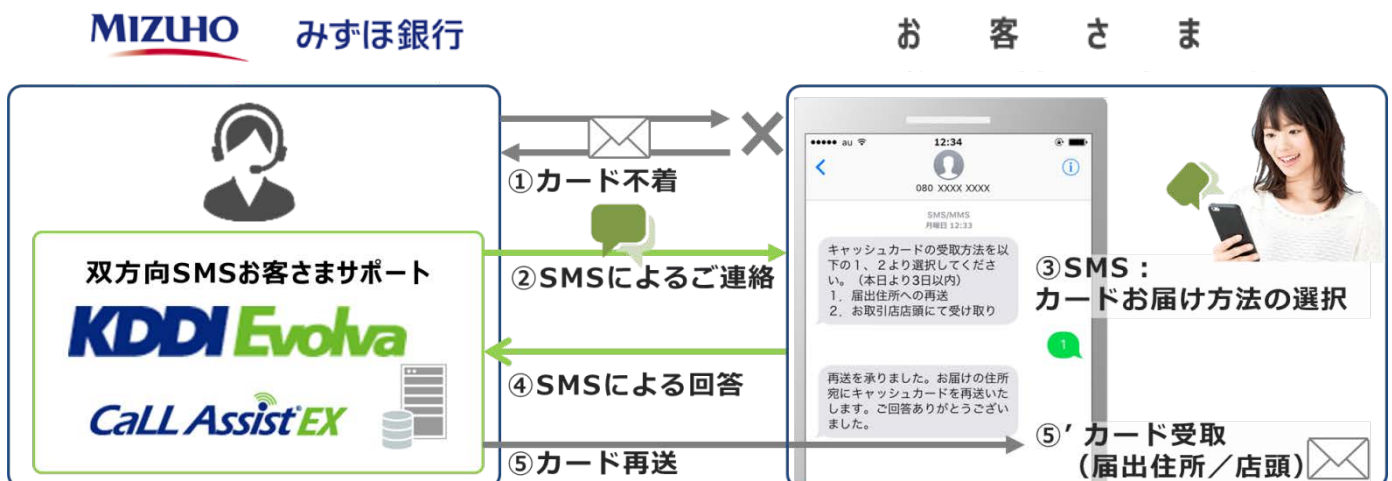 MIZUHO みずほ銀行
お客さま
①カード不着
双方向SMSお客さまサポート
KDDI Evolva
CaLL Assist EX
②SMSによるご連絡
④SMSによる回答
⑤カード再送
au 12:34
080 XXXX XXXX
SMS/MMS
月曜日 12:33
キャッシュカードの受取方法を以
下の1、2より選択してくださ
い。（本日より3日以内）
1．届出住所への再送
2．お取引店店頭にて受け取り
1
再送を承りました。お届けの住所
宛にキャッシュカードを再送いた
します。ご回答ありがとうござい
ました。
③SMS：
カードお届け方法の選択
⑤’カード受取
（届出住所／店頭）